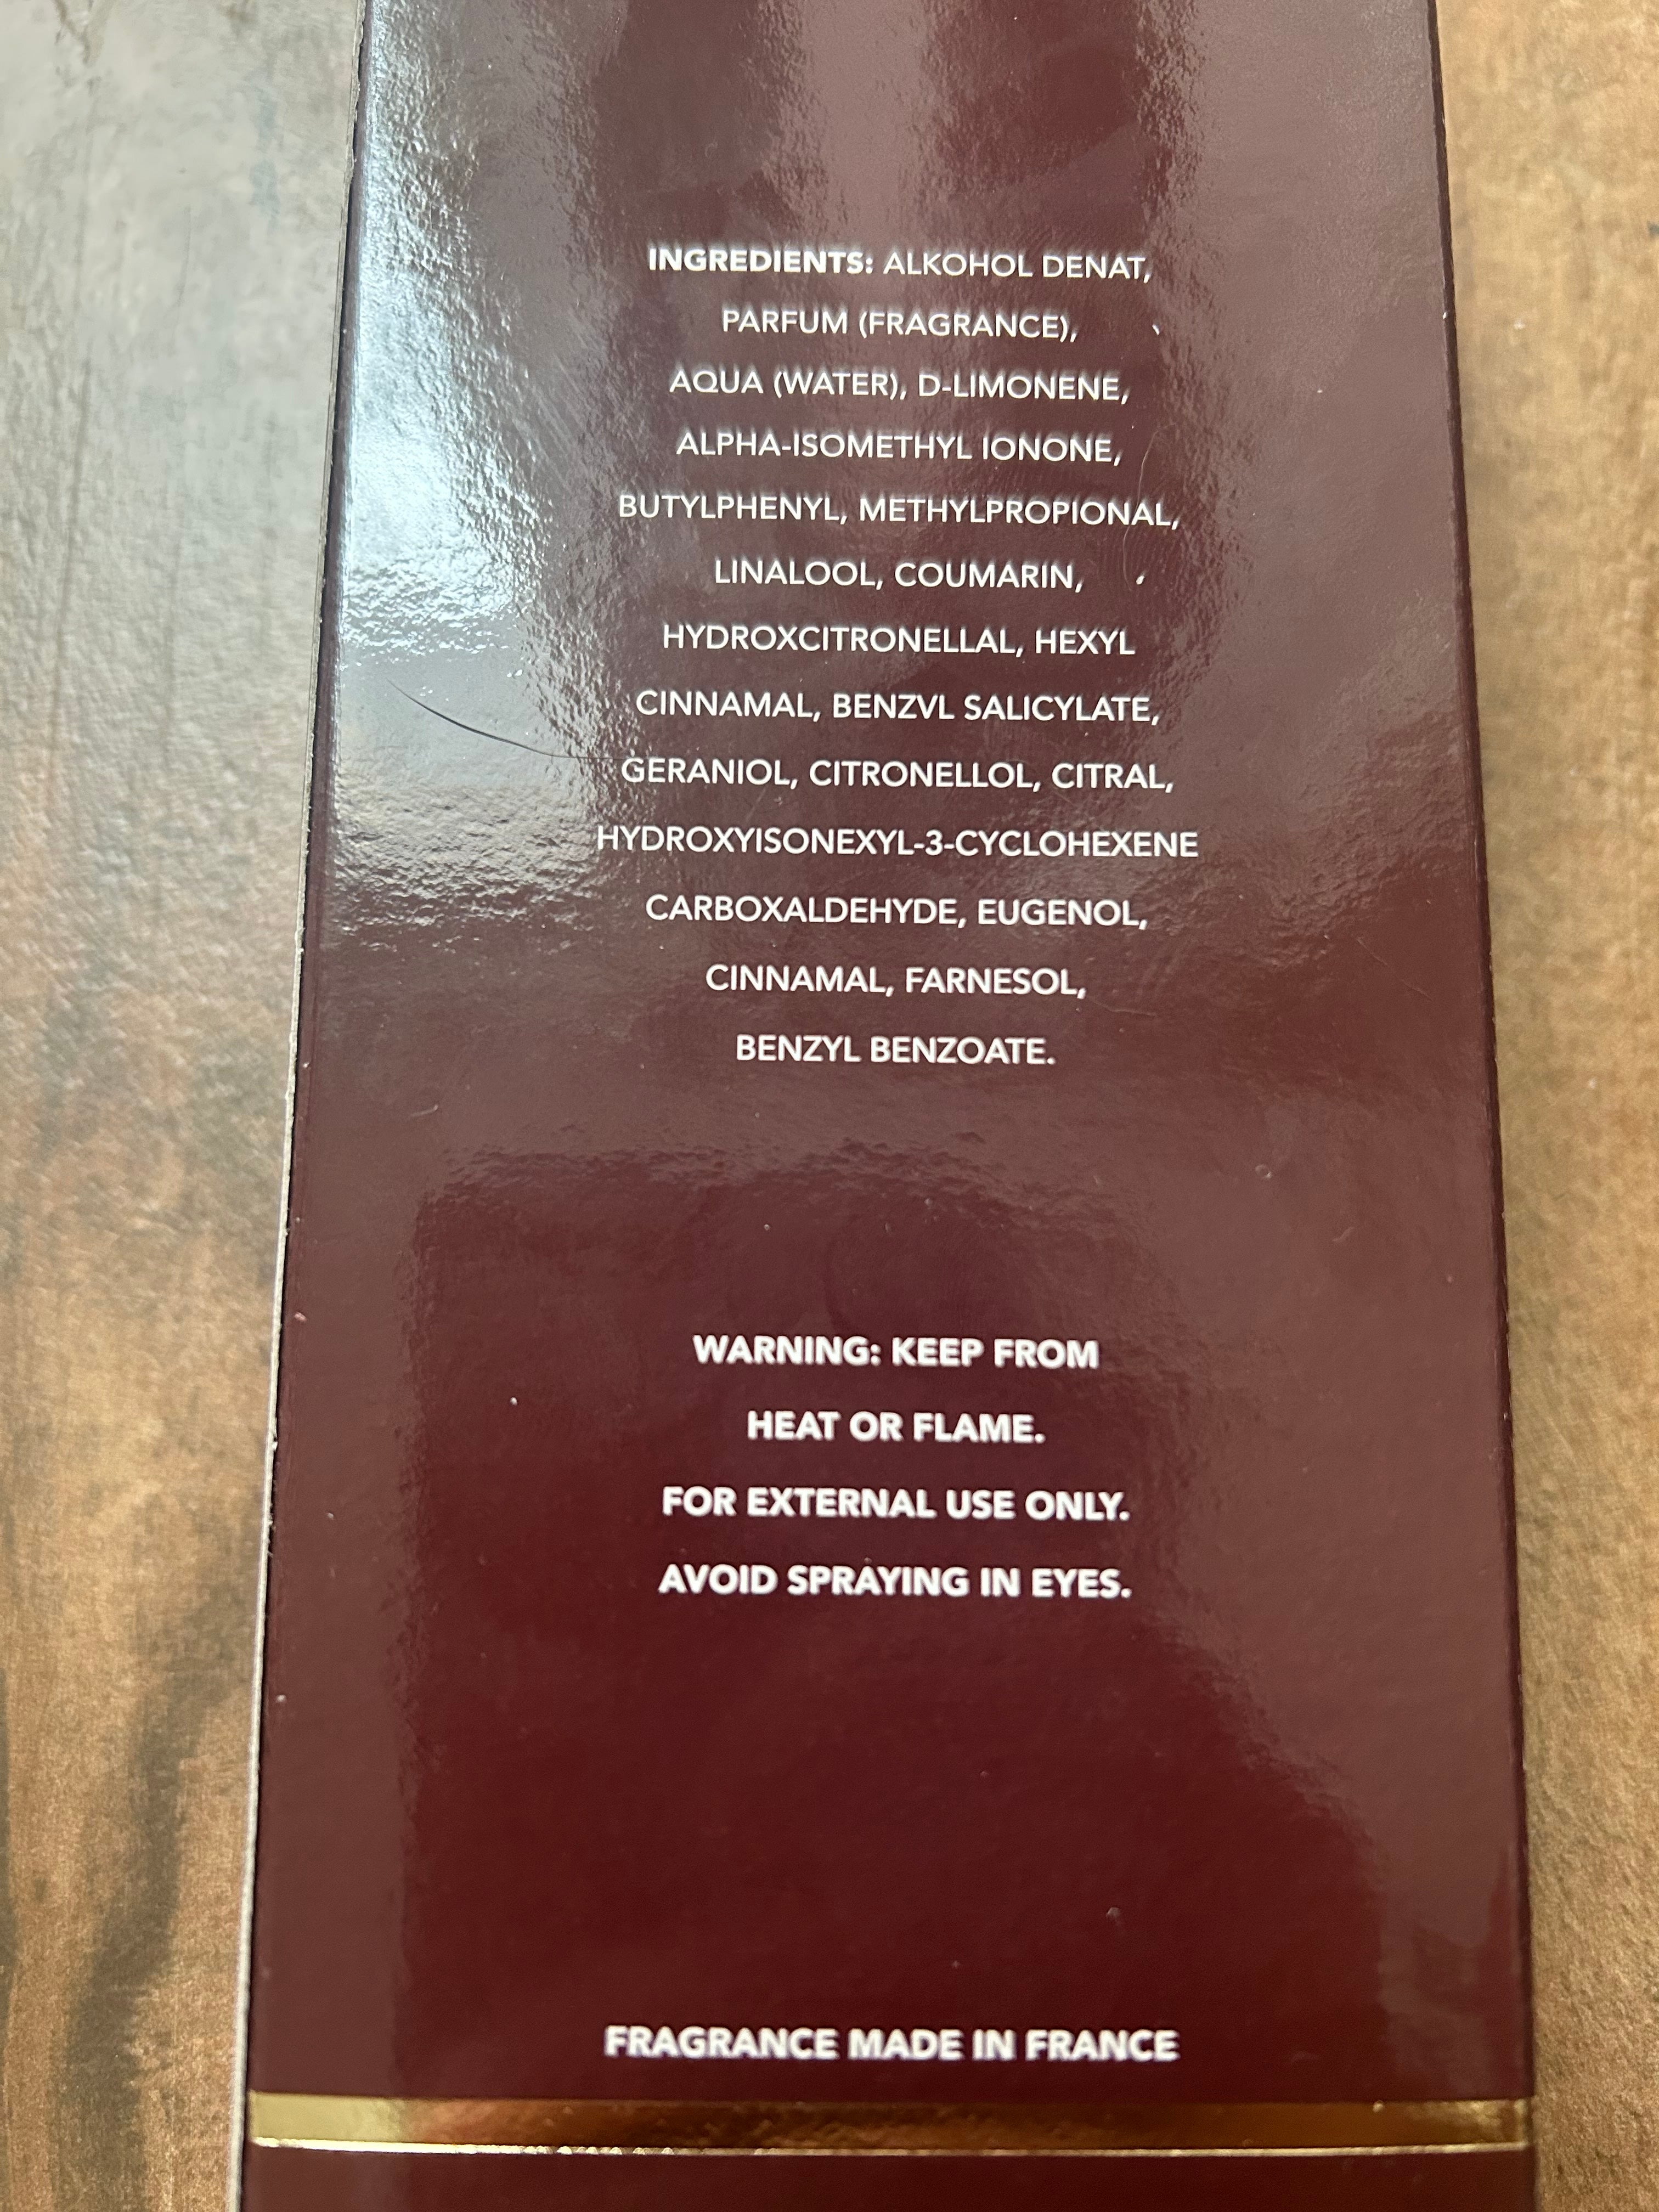 INGREDIENTS: ALKOHOL DENAT,
PARFUM (FRAGRANCE),
AQUA (WATER), D-LIMONENE,
ALPHA-ISOMETHYL IONONE,
BUTYLPHENYL, METHYLPROPIONAL,
LINALOOL, COUMARIN,
HYDROXCITRONELLAL, HEXYL
CINNAMAL, BENZVL SALICYLATE,
GERANIOL, CITRONELLOL, CITRAL,
HYDROXYISONEXYL-3-CYCLOHEXENE
CARBOXALDEHYDE, EUGENOL,
CINNAMAL, FARNESOL,
BENZYL BENZOATE.
WARNING: KEEP FROM
HEAT OR FLAME.
FOR EXTERNAL USE ONLY.
AVOID SPRAYING IN EYES.
FRAGRANCE MADE IN FRANCE